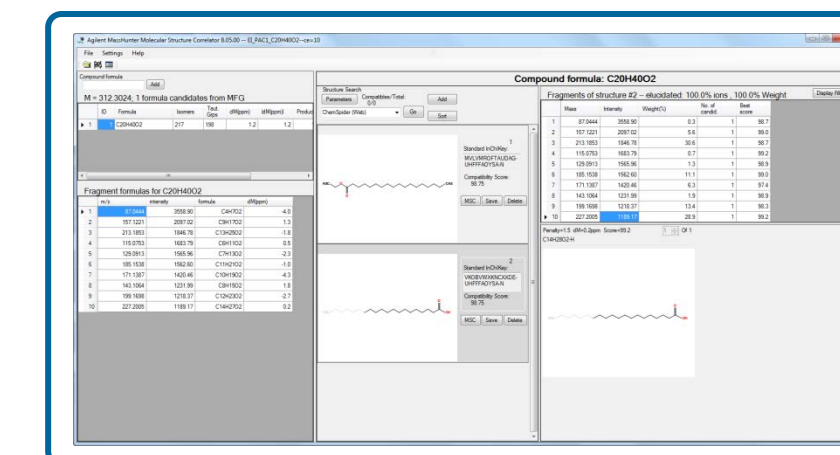 Agilent MassHunter Molecular Structure Correlator B.05.00 -- (I_PAC1_C20H40O2--ce=10
File Settings Help
Compound formula
Add
M = 312.3024; 1 formula candidates from MFG
ID Formula Isomers Taut. Grps dM(ppm) |dM(ppm)| Produc
1 1 C20H40O2 217 198 1.2 1.2
Fragment formulas for C20H40O2
m/z intensity formula dM(ppm)
1 87.0444 3558.90 C4H7O2 -4.0
2 157.1221 2097.02 C9H17O2 1.3
3 213.1853 1846.78 C13H25O2 -1.8
4 115.0753 1683.79 C6H11O2 0.5
5 129.0913 1565.96 C7H13O2 -2.3
6 185.1538 1562.60 C11H21O2 -1.0
7 171.1387 1420.46 C10H19O2 -4.3
8 143.1064 1231.99 C8H15O2 1.8
9 199.1698 1218.37 C12H23O2 -2.7
10 227.2005 1189.17 C14H27O2 0.2
Compound formula: C20H40O2
Structure Search
Parameters Compatibles/Total: 0/0 Add
ChemSpider (Web) Go Sort
1
Standard InChIKey:
MVLVMROFTAUDAG-
UHFFFAOYSA-N
Compatibility Score:
98.75
MSC Save Delete
2
Standard InChIKey:
VKOBVWXKNCXXDE-
UHFFFAOYSA-N
Compatibility Score:
98.75
MSC Save Delete
Fragments of structure #2 -- elucidated: 100.0% ions , 100.0% Weight
Mass Intensity Weight(%) No. of candid. Best score
1 87.0444 3558.90 0.3 1 98.7
2 157.1221 2097.02 5.6 1 99.0
3 213.1853 1846.78 30.6 1 98.7
4 115.0753 1683.79 0.7 1 99.2
5 129.0913 1565.96 1.3 1 98.9
6 185.1538 1562.60 11.1 1 99.0
7 171.1387 1420.46 6.3 1 97.4
8 143.1064 1231.99 1.9 1 98.9
9 199.1698 1218.37 13.4 1 98.3
10 227.2005 1189.17 28.9 1 99.2
Penalty=1.5 dM=0.2ppm Score=99.2 1 Of 1
C14H28O2-H